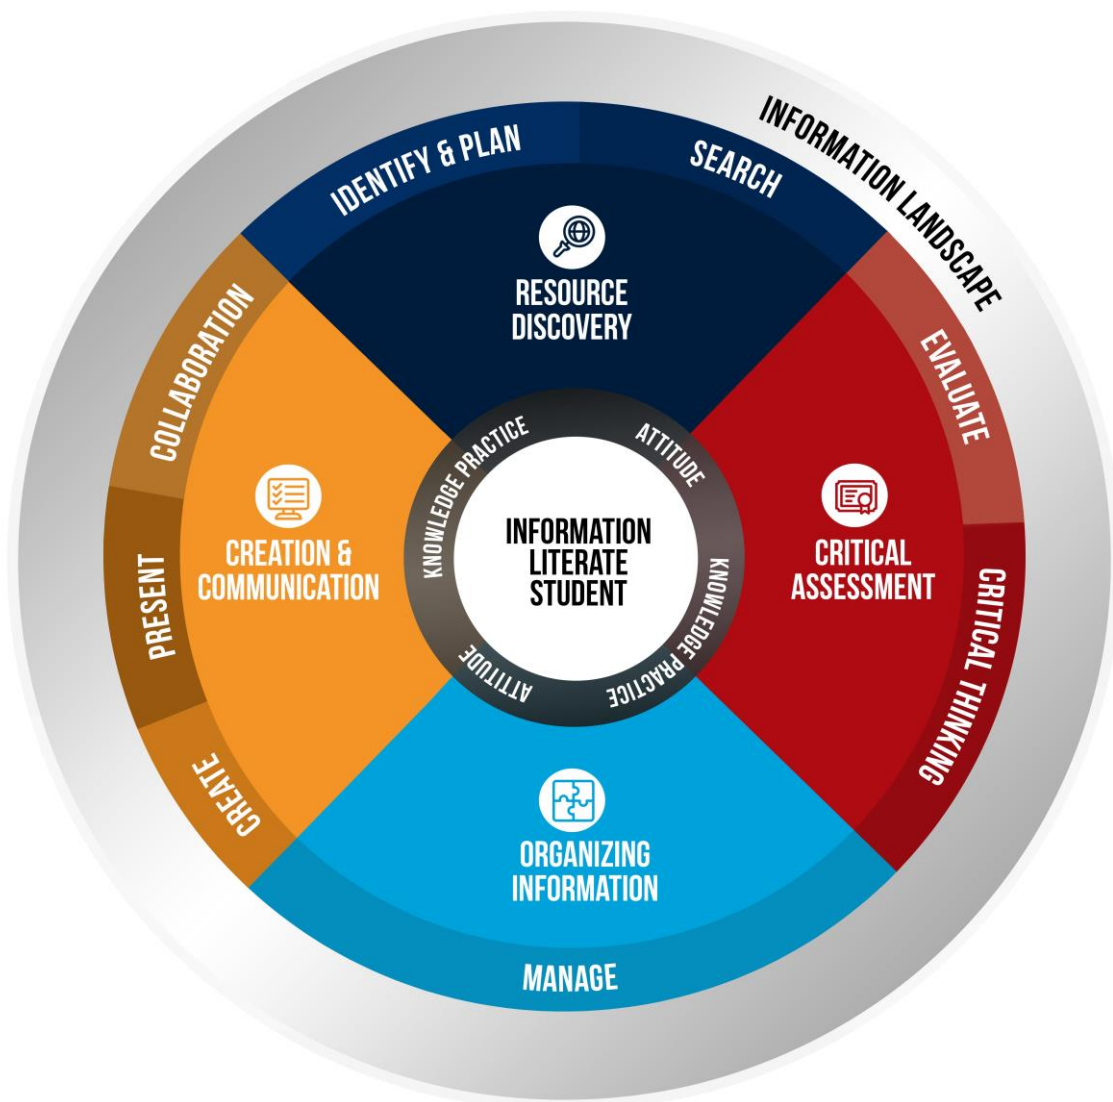 INFORMATION LANDSCAPE
IDENTIFY & PLAN
SEARCH
RESOURCE
DISCOVERY
EVALUATE
CRITICAL THINKING
CRITICAL
ASSESSMENT
MANAGE
ORGANIZING
INFORMATION
CREATE
PRESENT
COLLABORATION
CREATION &
COMMUNICATION
KNOWLEDGE PRACTICE
ATTITUDE
KNOWLEDGE PRACTICE
ATTITUDE
INFORMATION
LITERATE
STUDENT